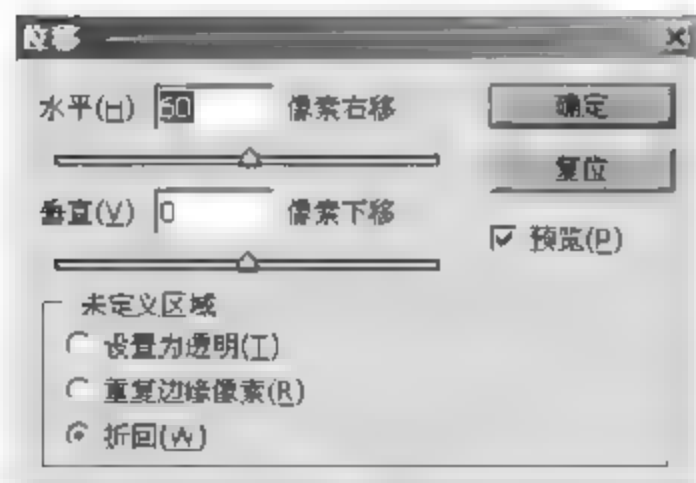 位移
水平(H) 60 像素右移
确定
复位
垂直(V) 0 像素下移
预览(P)
未定义区域
设置为透明(T)
重复边缘像素(R)
折回(W)